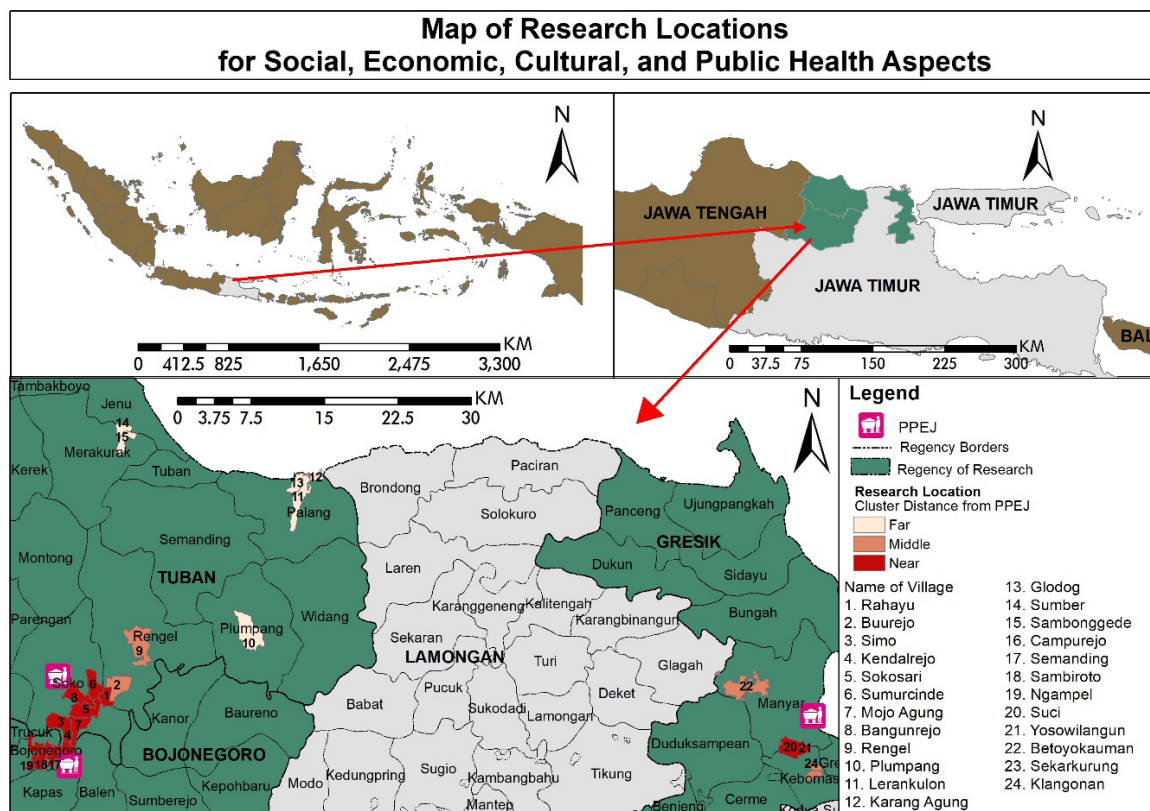 Map of Research Locations
for Social, Economic, Cultural, and Public Health Aspects
N
0 412.5 825 1,650 2,475 3,300
KM
N
JAWA TENGAH
JAWA TIMUR
JAWA TIMUR
BAL
KM
0 37.5 75 150 225 300
Tambakboyo
Jenu
KM
0 3.75 7.5 15 22.5 30
N
14
15
Merakurak
Kerek
Tuban
12
13
11
Palang
Brondong
Paciran
Solokuro
Panceng
Ujungpangkah
Semanding
GRESIK
Montong
Laren
Dukun
Sidayu
TUBAN
Widang
Karanggeneng
Kalitengah
Bungah
Parengan
Rengel
9
Plumpang
10
Sekaran
Karangbinangun
LAMONGAN
Turi
Glagah
Soko
6
2
8
1
5
Pucuk
Deket
22
Manyar
Babat
Sukodadi
3
7
4
Kanor
Baureno
Lamongan
Trucuk
Bojonegoro
BOJONEGORO
Duduksampean
20 21
19 18 17
Kapas
Balen
Sumberejo
Kepohbaru
Modo
Kedungpring
Sugio
Kambangbahu
Mantep
Tikung
24
Gre
Kebomas
Benjeng
Cerme
Legend
PPEJ
Regency Borders
Regency of Research
Research Location
Cluster Distance from PPEJ
Far
Middle
Near
Name of Village
1. Rahayu
2. Buurejo
3. Simo
4. Kendalrejo
5. Sokosari
6. Sumurcinde
7. Mojo Agung
8. Bangunrejo
9. Rengel
10. Plumpang
11. Lerankulon
12. Karang Agung
13. Glodog
14. Sumber
15. Sambonggede
16. Campurejo
17. Semanding
18. Sambiroto
19. Ngampel
20. Suci
21. Yosowilangun
22. Betoyokauman
23. Sekarkurung
24. Klangonan